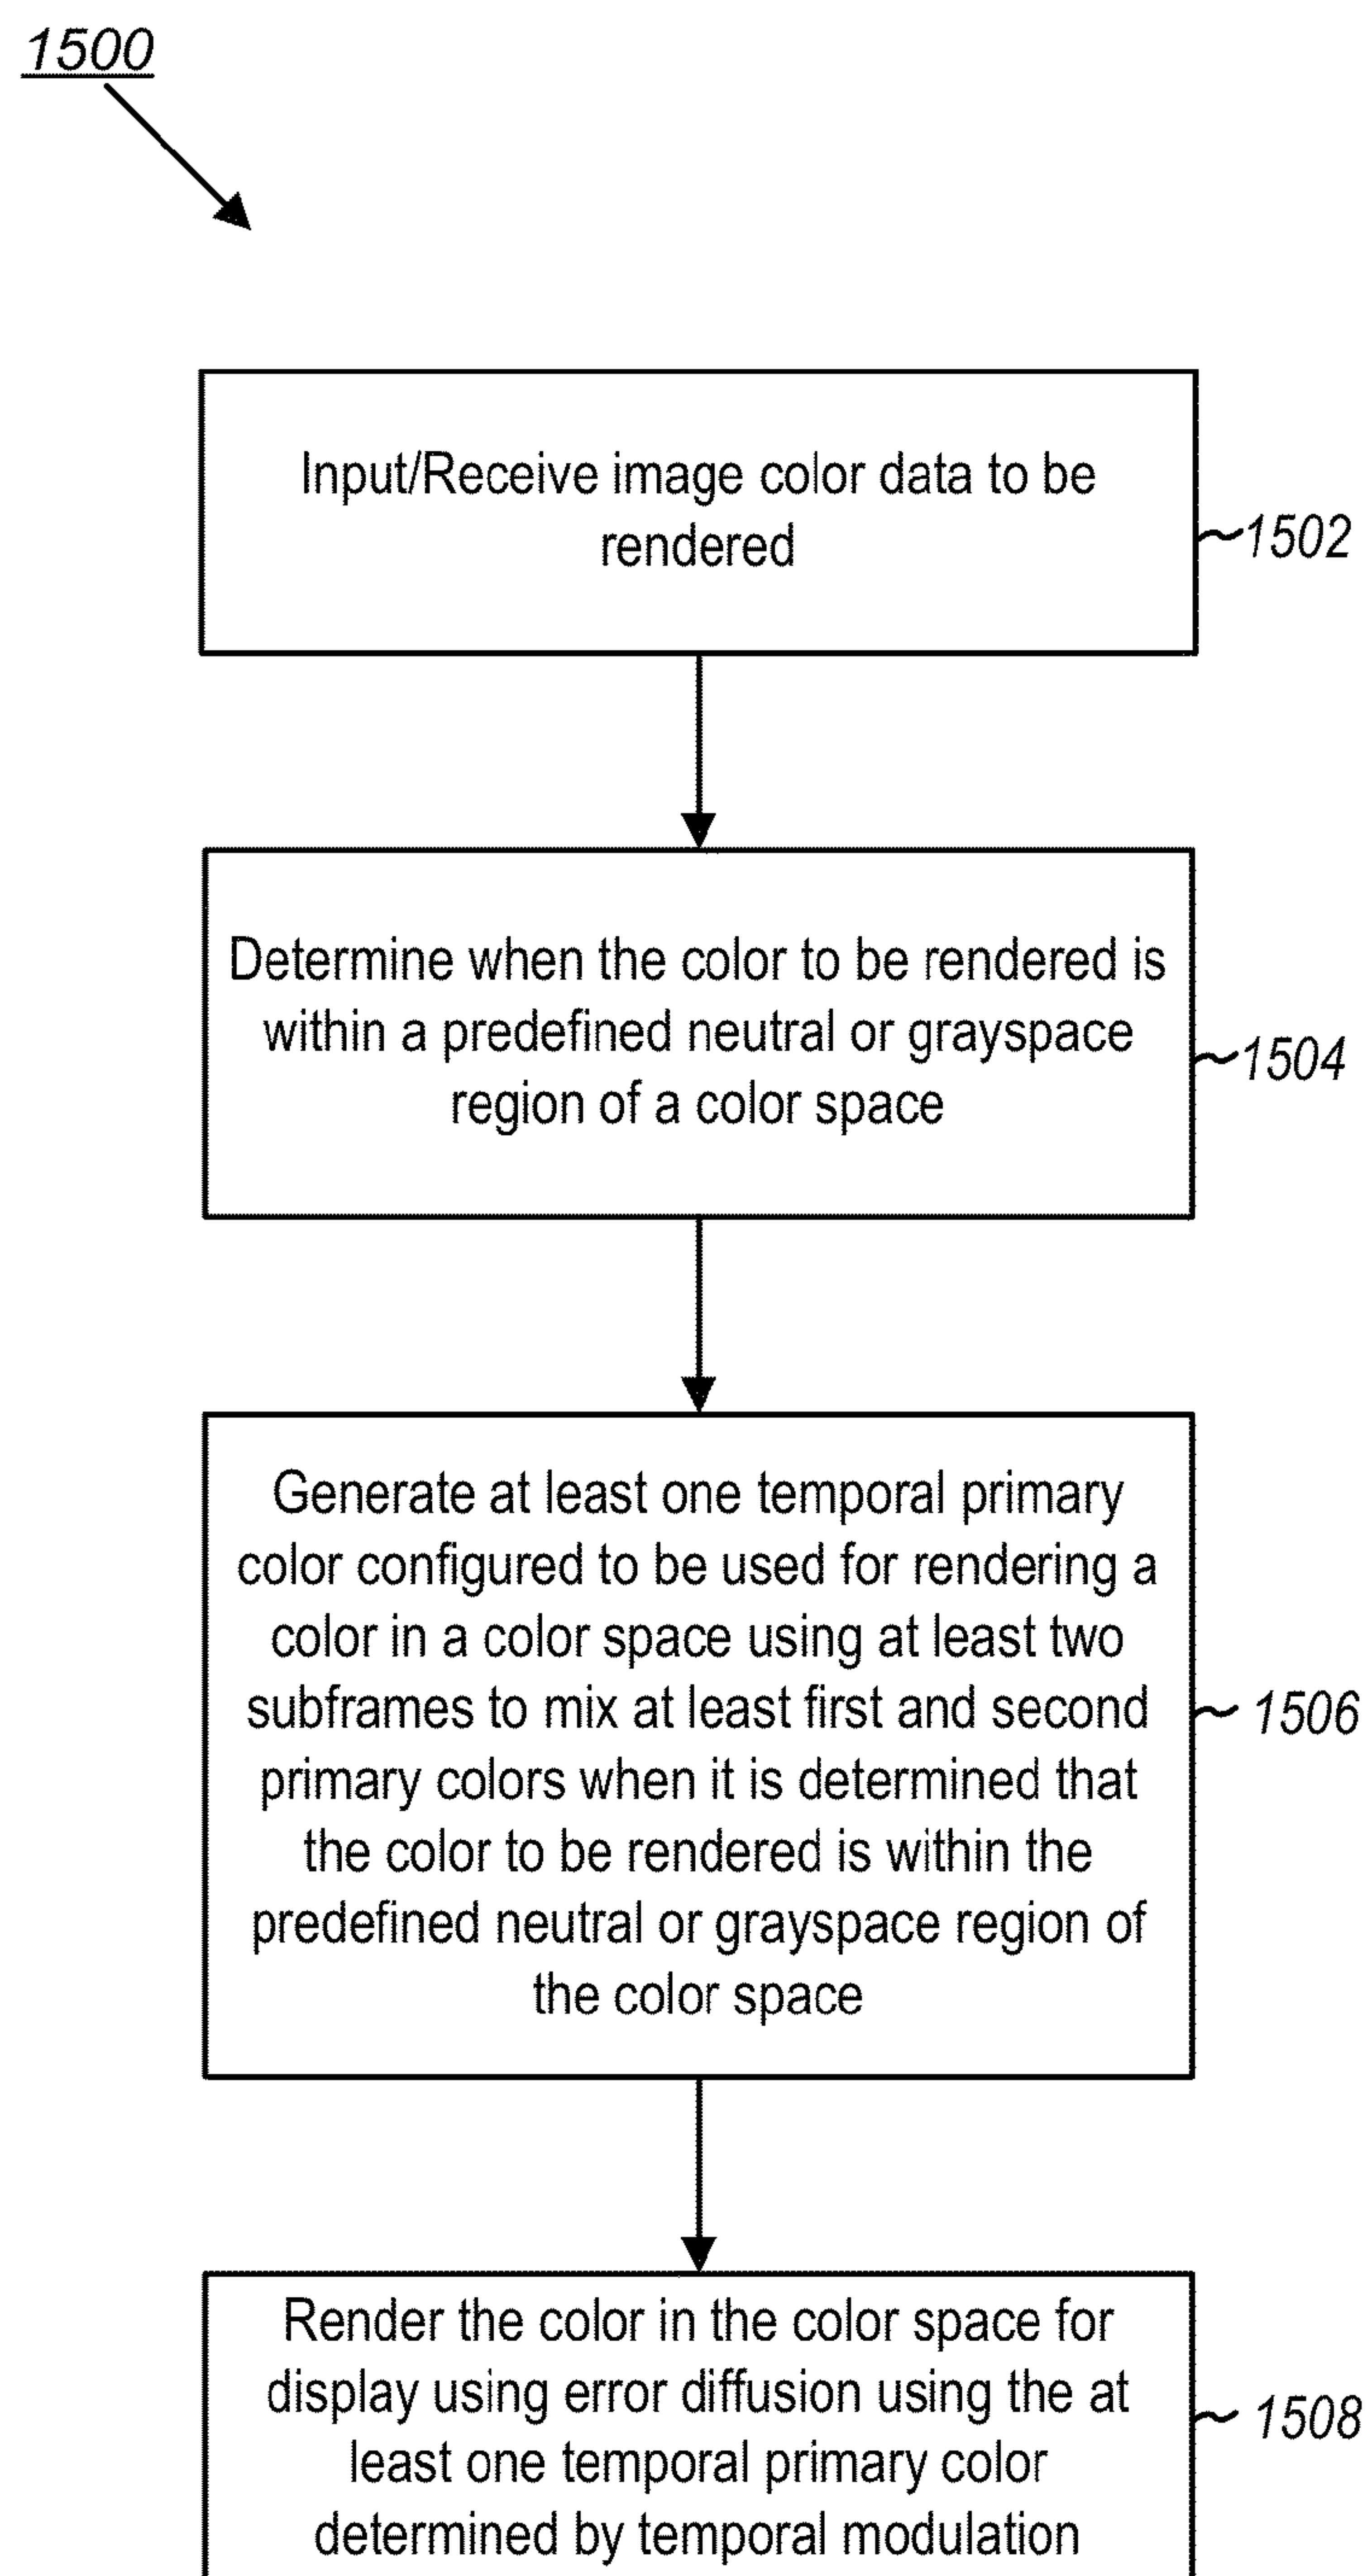 1500
Input/Receive image color data to be
rendered
1502
Determine when the color to be rendered is
within a predefined neutral or grayspace
region of a color space
1504
Generate at least one temporal primary
color configured to be used for rendering a
color in a color space using at least two
subframes to mix at least first and second
primary colors when it is determined that
the color to be rendered is within the
predefined neutral or grayspace region of
the color space
1506
Render the color in the color space for
display using error diffusion using the at
least one temporal primary color
determined by temporal modulation
1508